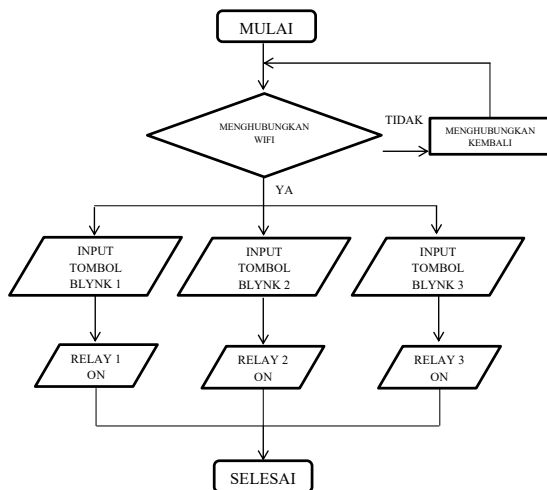 MULAI
MENGHUBUNGKAN
WIFI
TIDAK
MENGHUBUNGKAN
KEMBALI
YA
INPUT
TOMBOL
BLYNK 1
INPUT
TOMBOL
BLYNK 2
INPUT
TOMBOL
BLYNK 3
RELAY 1
ON
RELAY 2
ON
RELAY 3
ON
SELESAI